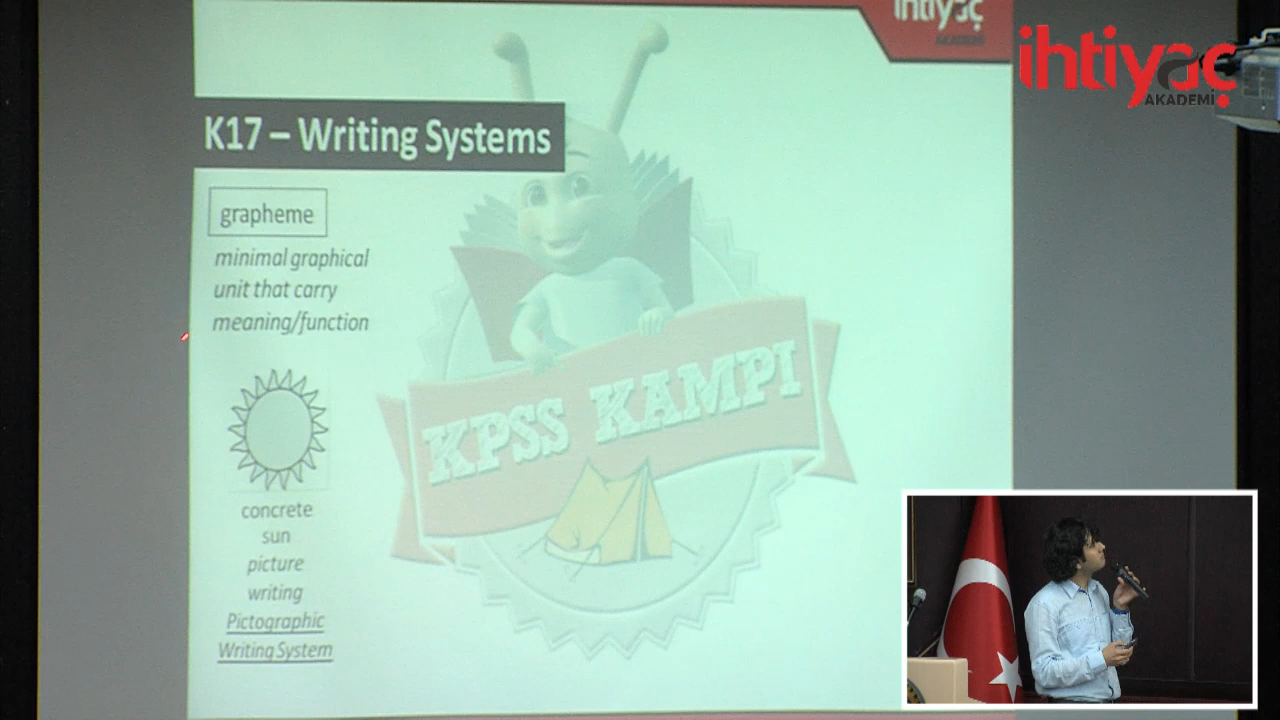 ihtiyaç
AKADEMİ
ihtiyaç
AKADEMİ
K17 – Writing Systems
grapheme
minimal graphical
unit that carry
meaning/function
KPSS KAMPI
concrete
sun
picture
writing
Pictographic
Writing System